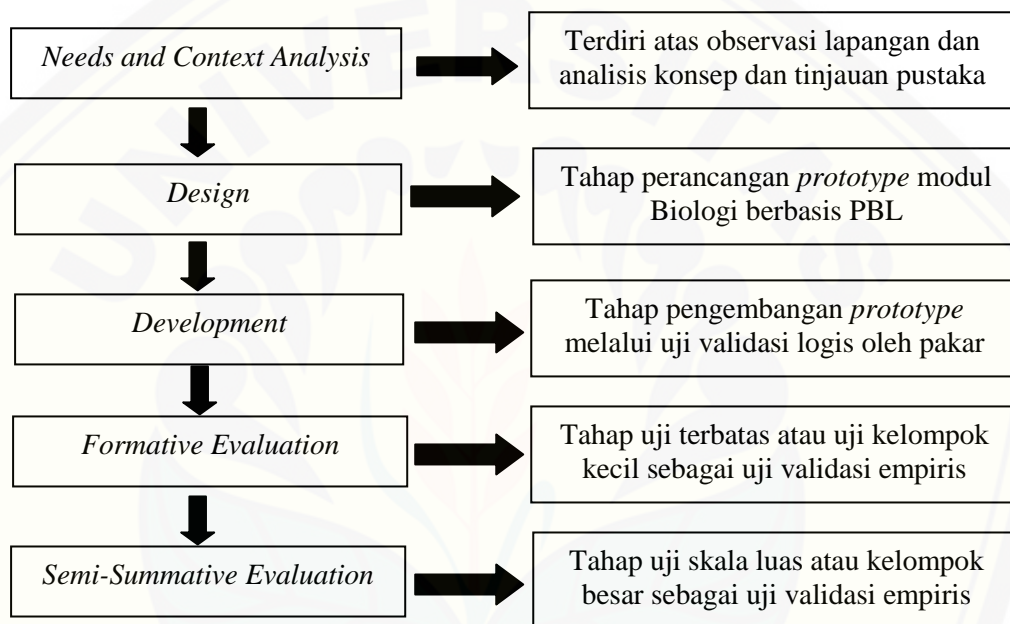 Needs and Context Analysis
Terdiri atas observasi lapangan dan
analisis konsep dan tinjauan pustaka
Design
Tahap perancangan prototype modul
Biologi berbasis PBL
Development
Tahap pengembangan prototype
melalui uji validasi logis oleh pakar
Formative Evaluation
Tahap uji terbatas atau uji kelompok
kecil sebagai uji validasi empiris
Semi-Summative Evaluation
Tahap uji skala luas atau kelompok
besar sebagai uji validasi empiris
UNIVERSITAS